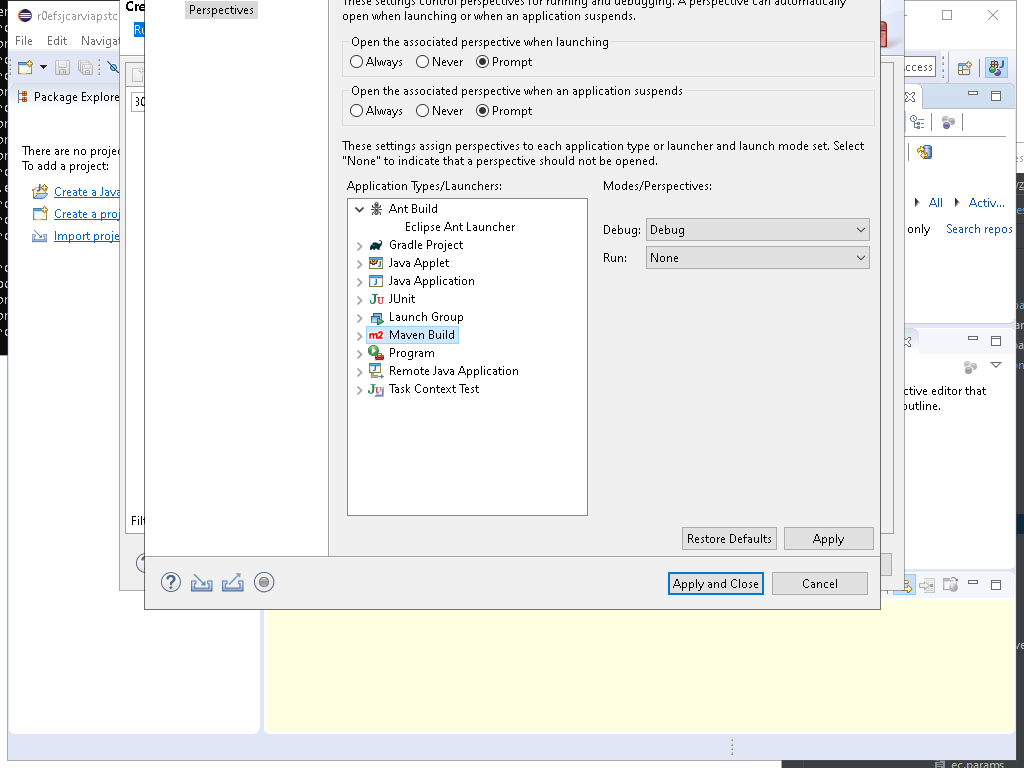 r0efsjcarviapstc
File Edit Navigat
Package Explore
There are no projec
To add a project:
Create a Java
Create a proj
Import proje
Cre
Perspectives
These settings control perspectives for running and debugging. A perspective can automatically
open when launching or when an application suspends.
Open the associated perspective when launching
Always Never Prompt
Open the associated perspective when an application suspends
Always Never Prompt
These settings assign perspectives to each application type or launcher and launch mode set. Select
"None" to indicate that a perspective should not be opened.
Application Types/Launchers:
Ant Build
Eclipse Ant Launcher
Gradle Project
Java Applet
Java Application
JUnit
Launch Group
Maven Build
Program
Remote Java Application
Task Context Test
Modes/Perspectives:
Debug: Debug
Run: None
Restore Defaults Apply
Apply and Close Cancel
Filt
ccess
All Activ...
only Search repos
ctive editor that
outline.
ec.params